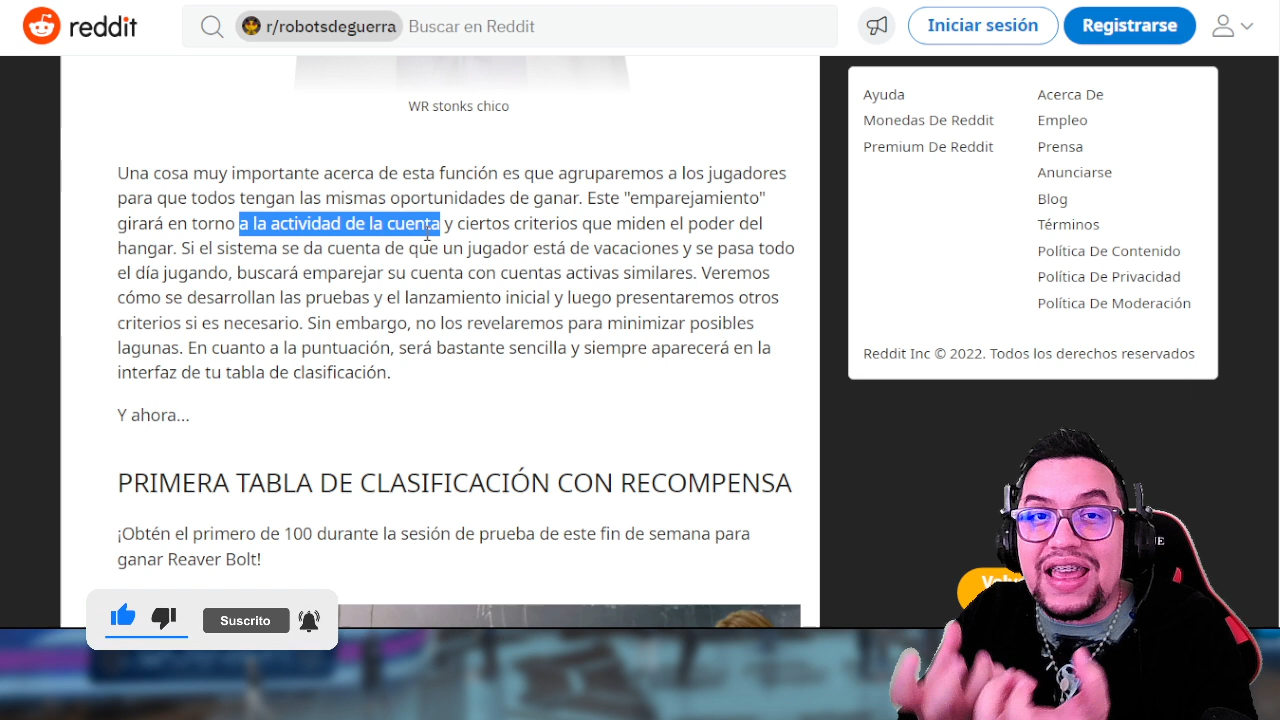 reddit
r/robotsdeguerra
Buscar en Reddit
Iniciar sesión
Registrarse
WR stonks chico
Una cosa muy importante acerca de esta función es que agruparemos a los jugadores
para que todos tengan las mismas oportunidades de ganar. Este "emparejamiento"
girará en torno a la actividad de la cuenta y ciertos criterios que miden el poder del
hangar. Si el sistema se da cuenta de que un jugador está de vacaciones y se pasa todo
el día jugando, buscará emparejar su cuenta con cuentas activas similares. Veremos
cómo se desarrollan las pruebas y el lanzamiento inicial y luego presentaremos otros
criterios si es necesario. Sin embargo, no los revelaremos para minimizar posibles
lagunas. En cuanto a la puntuación, será bastante sencilla y siempre aparecerá en la
interfaz de tu tabla de clasificación.
Y ahora...
PRIMERA TABLA DE CLASIFICACIÓN CON RECOMPENSA
¡Obtén el primero de 100 durante la sesión de prueba de este fin de semana para
ganar Reaver Bolt!
Suscrito
Ayuda
Monedas De Reddit
Premium De Reddit
Acerca De
Empleo
Prensa
Anunciarse
Blog
Términos
Política De Contenido
Política De Privacidad
Política De Moderación
Reddit Inc © 2022. Todos los derechos reservados